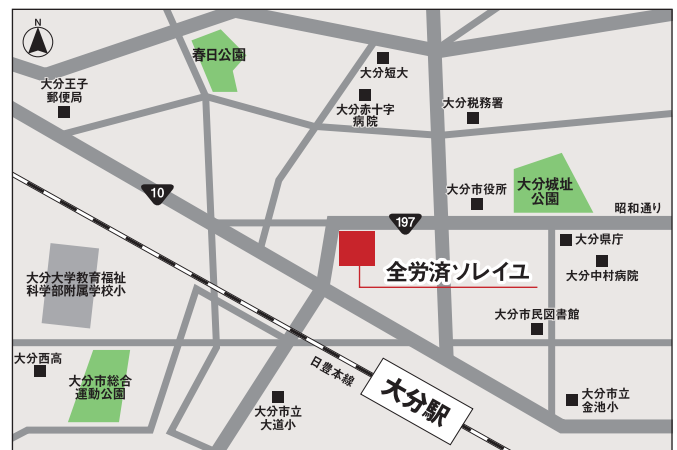 N
春日公園
大分短大
大分王子
郵便局
大分赤十字
病院
大分税務署
10
大分市役所
大分城址
公園
昭和通り
197
大分県庁
全労済ソレイユ
大分中村病院
大分大学教育福祉
科学部附属学校小
大分市民図書館
大分西高
日豊本線
大分市総合
運動公園
大分駅
大分市立
大道小
大分市立
金池小